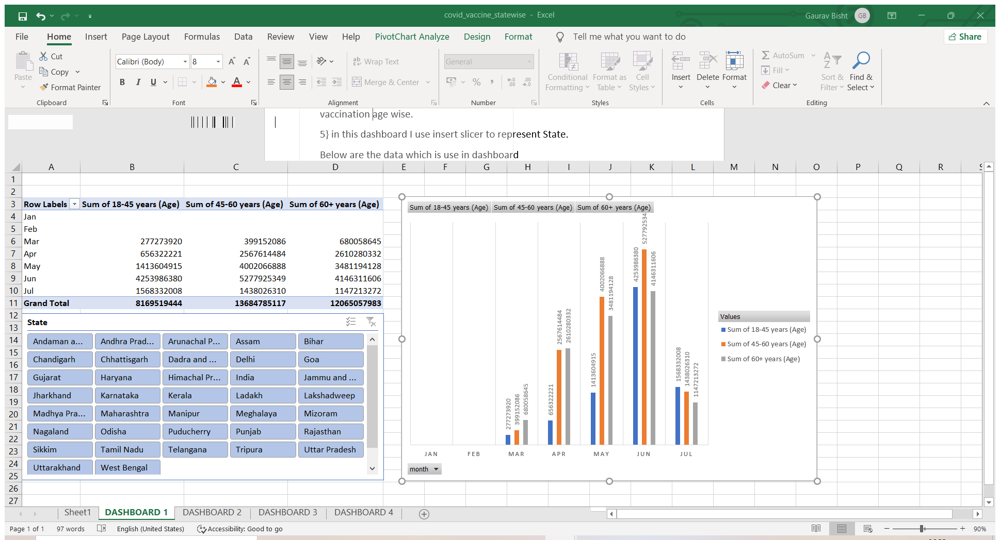 covid_vaccine_statewise - Excel
Gaurav Bisht GB
File Home Insert Page Layout Formulas Data Review View Help PivotChart Analyze Design Format Tell me what you want to do Share
Cut
Copy
Format Painter
Paste
Clipboard
Calibri (Body) 8 A A
B I U A
Font
ab Wrap Text
Merge & Center
Alignment
General
% ,
Number
Conditional Formatting
Format as Table
Cell Styles
Styles
Insert
Delete
Format
Cells
AutoSum
Fill
Clear
Sort & Filter
Find & Select
Editing
vaccination age wise.
5} in this dashboard I use insert slicer to represent State.
Below are the data which is use in dashboard
A B C D E F G H I J K L M N O P Q R
1
2
3 Row Labels Sum of 18-45 years (Age) Sum of 45-60 years (Age) Sum of 60+ years (Age)
4 Jan
5 Feb
6 Mar 277273920 399152086 680058645
7 Apr 656322221 2567614484 2610280332
8 May 1413604915 4002066888 3481194128
9 Jun 4253986380 5277925349 4146311606
10 Jul 1568332008 1438026310 1147213272
11 Grand Total 8169519444 13684785117 12065057983
12
13
14
15
16
17
18
19
20
21
22
23
24
25
26
27
State
Andaman a... Andhra Prad... Arunachal P... Assam Bihar
Chandigarh Chhattisgarh Dadra and ... Delhi Goa
Gujarat Haryana Himachal Pr... India Jammu and ...
Jharkhand Karnataka Kerala Ladakh Lakshadweep
Madhya Pra... Maharashtra Manipur Meghalaya Mizoram
Nagaland Odisha Puducherry Punjab Rajasthan
Sikkim Tamil Nadu Telangana Tripura Uttar Pradesh
Uttarakhand West Bengal
Sum of 18-45 years (Age) Sum of 45-60 years (Age) Sum of 60+ years (Age)
277273920
399152086
680058645
656322221
2567614484
2610280332
1413604915
4002066888
3481194128
4253986380
527792534
4146311606
1568332008
1438026310
1147213272
JAN FEB MAR APR MAY JUN JUL
month
Values
Sum of 18-45 years (Age)
Sum of 45-60 years (Age)
Sum of 60+ years (Age)
Sheet1 DASHBOARD 1 DASHBOARD 2 DASHBOARD 3 DASHBOARD 4
Page 1 of 1 97 words English (United States) Accessibility: Good to go 90%